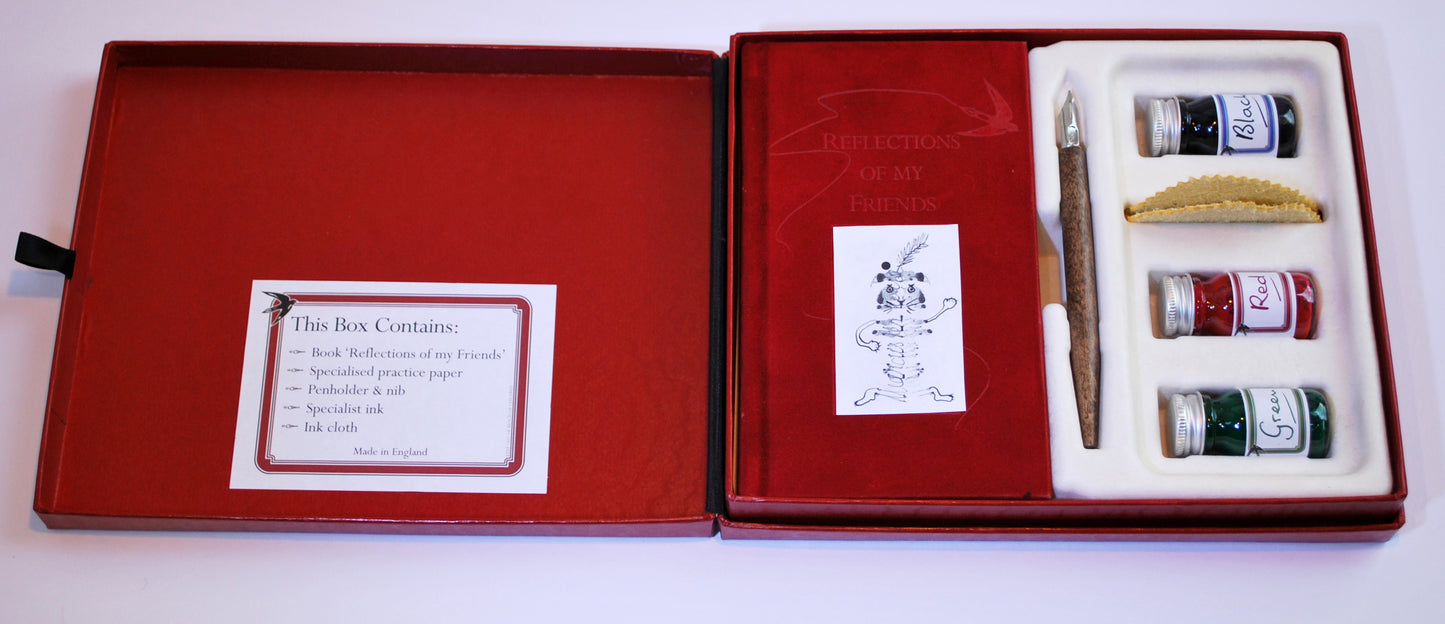 This Box Contains:
Book ‘Reflections of my Friends’
Specialised practice paper
Penholder & nib
Specialist ink
Ink cloth
Made in England
REFLECTIONS
OF MY
FRIENDS
Black
Red
Green